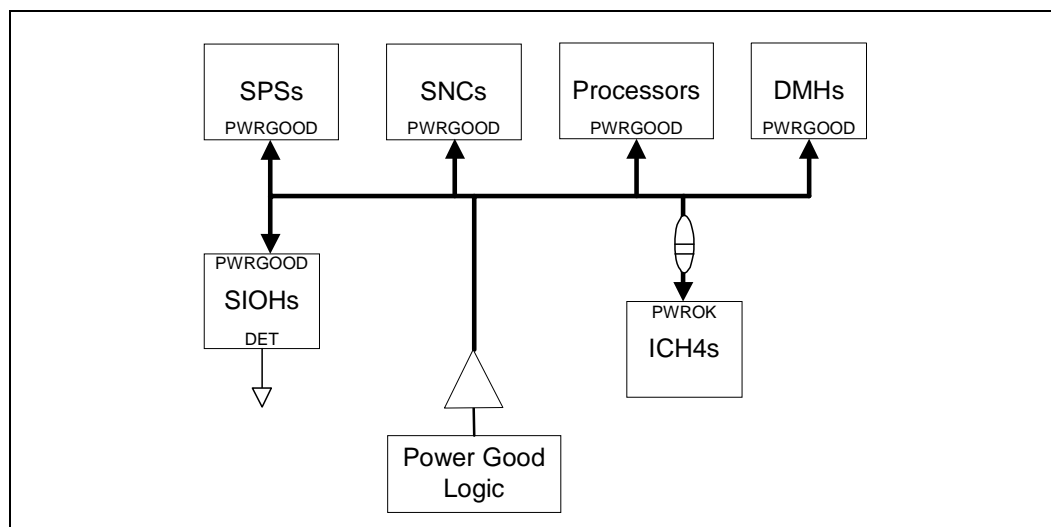 SPSs
PWRGOOD
SNCs
PWRGOOD
Processors
PWRGOOD
DMHs
PWRGOOD
PWRGOOD
SIOHs
DET
PWROK
ICH4s
Power Good
Logic